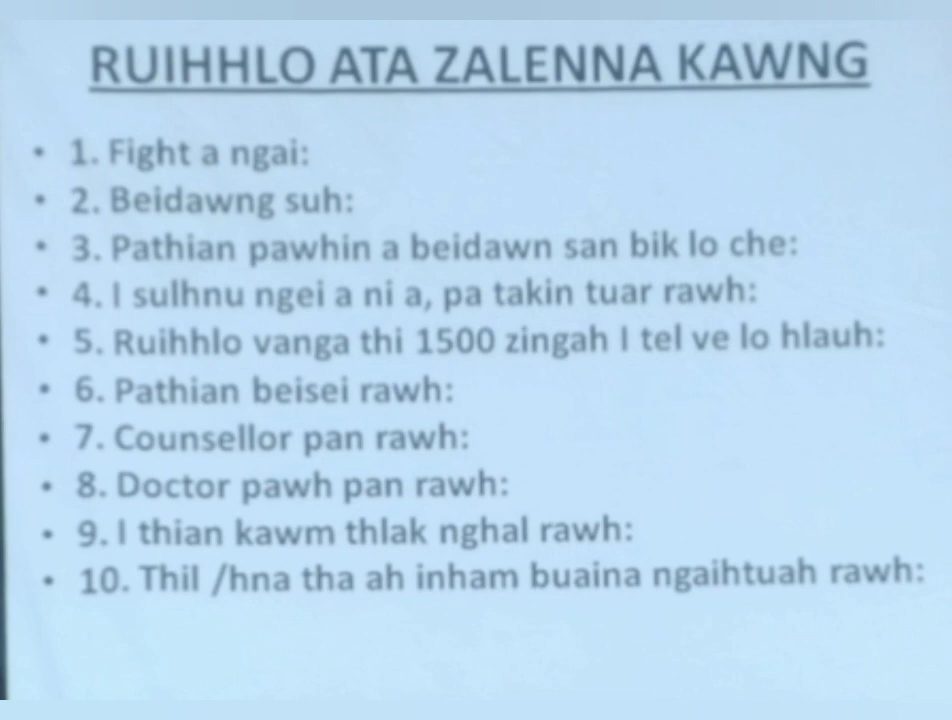 RUIHHLO ATA ZALENNA KAWNG
• 1. Fight a ngai:
• 2. Beidawng suh:
• 3. Pathian pawhin a beidawn san bik lo che:
• 4. I sulhnu ngei a ni a, pa takin tuar rawh:
• 5. Ruihhlo vanga thi 1500 zingah I tel ve lo hlauh:
• 6. Pathian beisei rawh:
• 7. Counsellor pan rawh:
• 8. Doctor pawh pan rawh:
• 9. I thian kawm thlak nghal rawh:
• 10. Thil /hna tha ah inham buaina ngaihtuah rawh: